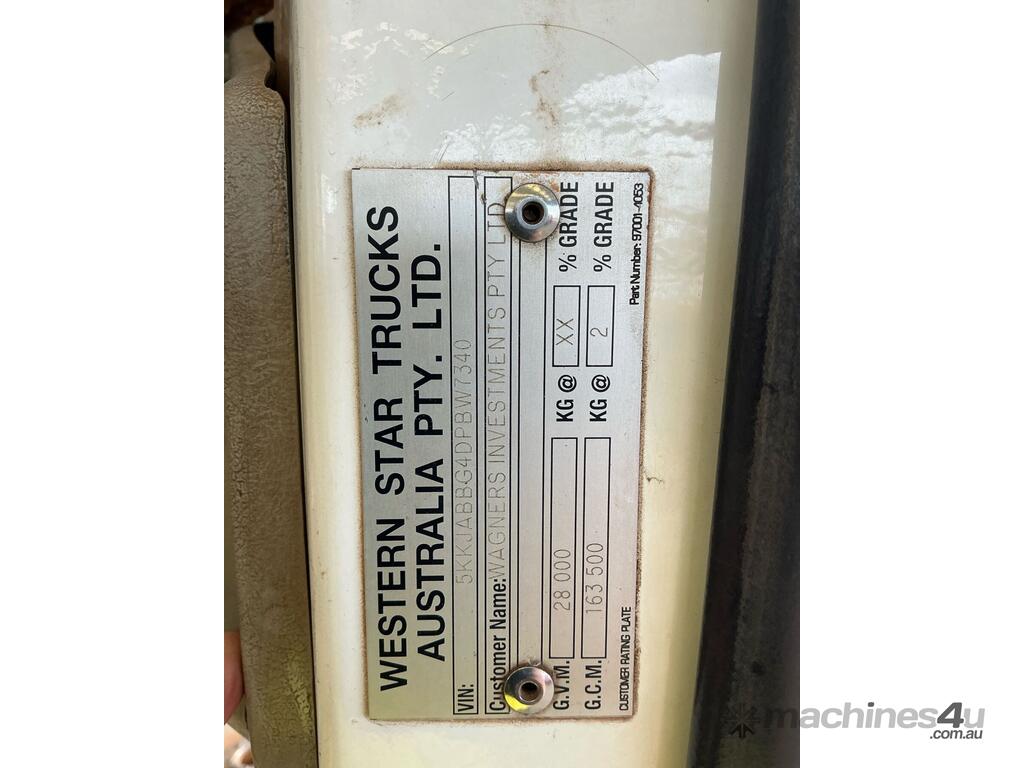 WESTERN STAR TRUCKS
AUSTRALIA PTY. LTD.
VIN: 5KKJABBG4DPBW7340
Customer Name: WAGNERS INVESTMENTS PTY LTD
G.V.M. 28 000 KG @ XX % GRADE
G.C.M. 163 500 KG @ 2 % GRADE
CUSTOMER RATING PLATE Part Number: 97001-4053
machines4u
.com.au